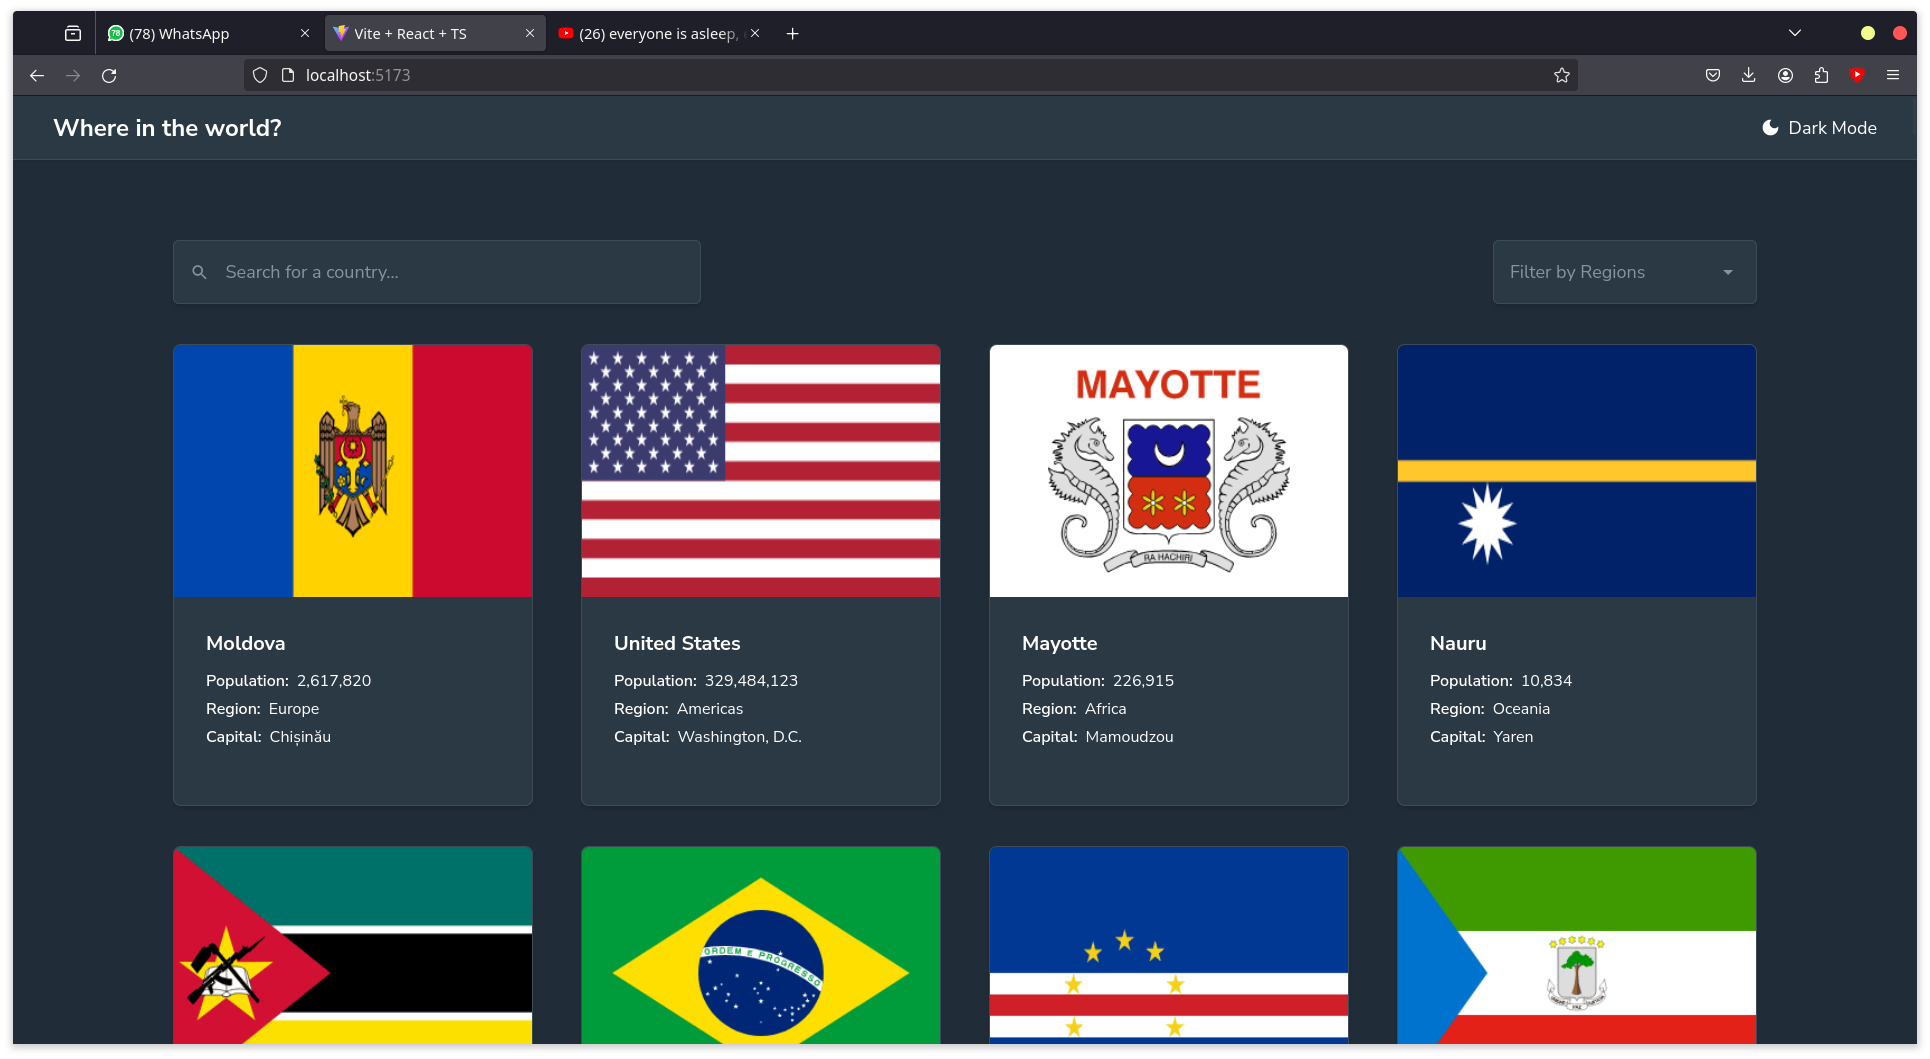 (78) WhatsApp
Vite + React + TS
(26) everyone is asleep,
localhost:5173
Where in the world?
Dark Mode
Search for a country...
Filter by Regions
MAYOTTE
RA HACHIRI
Moldova
Population: 2,617,820
Region: Europe
Capital: Chișinău
United States
Population: 329,484,123
Region: Americas
Capital: Washington, D.C.
Mayotte
Population: 226,915
Region: Africa
Capital: Mamoudzou
Nauru
Population: 10,834
Region: Oceania
Capital: Yaren
ORDEM E PROGRESSO